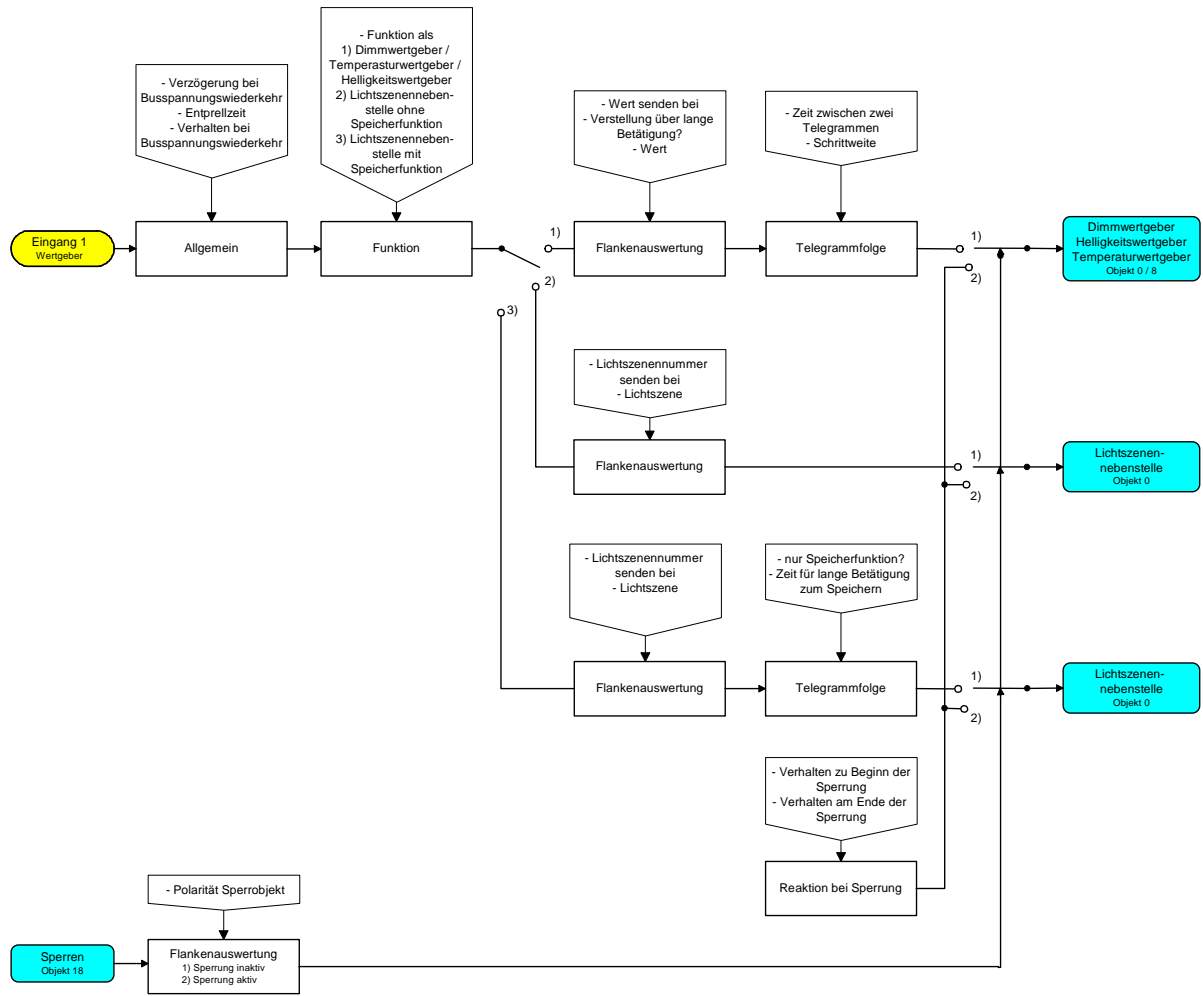 - Funktion als
1) Dimmwertgeber /
Temperasturwertgeber /
Helligkeitswertgeber
2) Lichtszenenneben-
stelle ohne
Speicherfunktion
3) Lichtszenenneben-
stelle mit
Speicherfunktion
- Verzögerung bei
Busspannungswiederkehr
- Entprellzeit
- Verhalten bei
Busspannungswiederkehr
- Wert senden bei
- Verstellung über lange
Betätigung?
- Wert
- Zeit zwischen zwei
Telegrammen
- Schrittweite
Eingang 1
Wertgeber
Allgemein
Funktion
1)
2)
3)
Flankenauswertung
Telegrammfolge
1)
2)
Dimmwertgeber
Helligkeitswertgeber
Temperaturwertgeber
Objekt 0 / 8
- Lichtszenennummer
senden bei
- Lichtszene
Flankenauswertung
1)
2)
Lichtszenen-
nebenstelle
Objekt 0
- Lichtszenennummer
senden bei
- Lichtszene
- nur Speicherfunktion?
- Zeit für lange Betätigung
zum Speichern
Flankenauswertung
Telegrammfolge
1)
2)
Lichtszenen-
nebenstelle
Objekt 0
- Verhalten zu Beginn der
Sperrung
- Verhalten am Ende der
Sperrung
Reaktion bei Sperrung
- Polarität Sperrobjekt
Sperren
Objekt 18
Flankenauswertung
1) Sperrung inaktiv
2) Sperrung aktiv